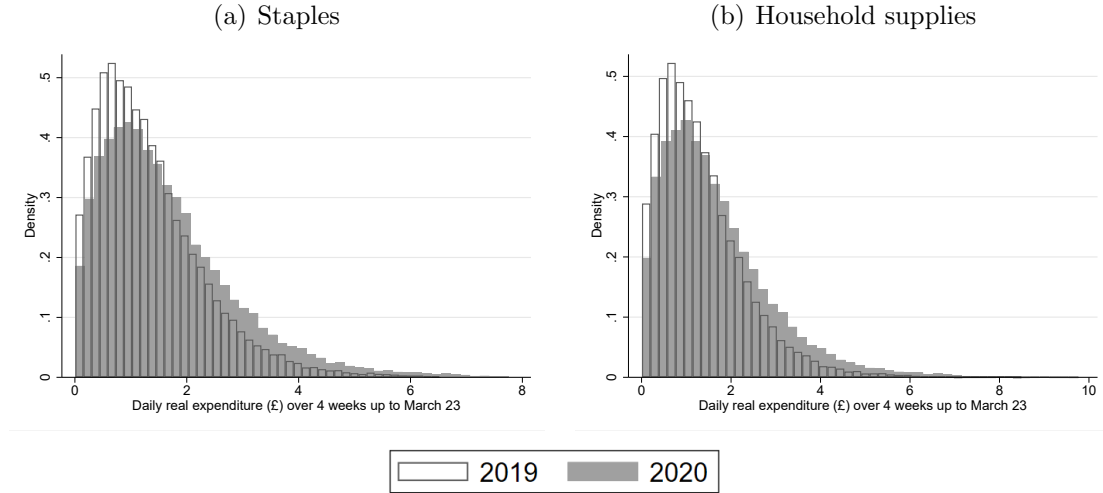 (a) Staples
(b) Household supplies
Density
0
.1
.2
.3
.4
.5
0 2 4 6 8
Daily real expenditure (£) over 4 weeks up to March 23
Density
0
.1
.2
.3
.4
.5
0 2 4 6 8 10
Daily real expenditure (£) over 4 weeks up to March 23
2019 2020